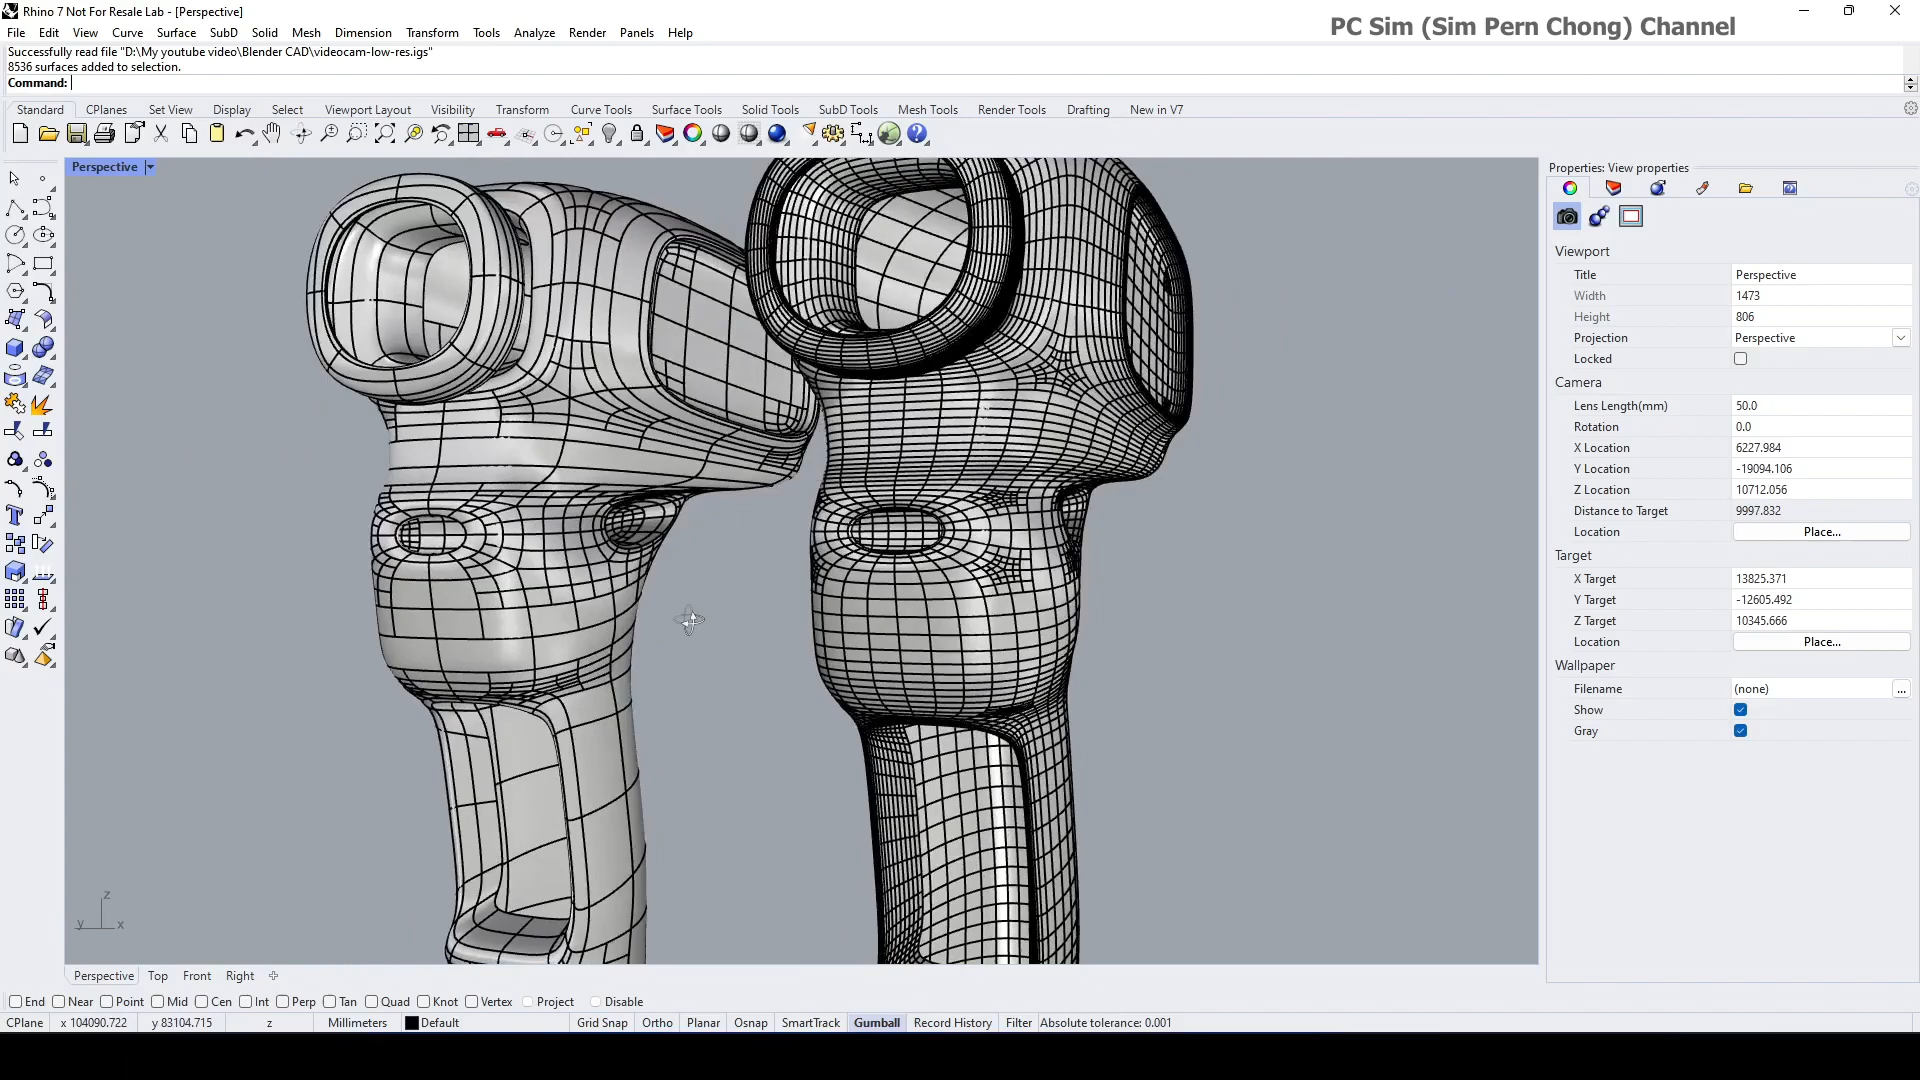 Rhino 7 Not For Resale Lab - [Perspective]
PC Sim (Sim Pern Chong) Channel
File Edit View Curve Surface SubD Solid Mesh Dimension Transform Tools Analyze Render Panels Help
Successfully read file "D:\My youtube video\Blender CAD\videocam-low-res.igs"
8536 surfaces added to selection.
Command:
Standard CPlanes Set View Display Select Viewport Layout Visibility Transform Curve Tools Surface Tools Solid Tools SubD Tools Mesh Tools Render Tools Drafting New in V7
Perspective
Properties: View properties
Viewport
Title Perspective
Width 1473
Height 806
Projection Perspective
Locked
Camera
Lens Length(mm) 50.0
Rotation 0.0
X Location 6227.984
Y Location -19094.106
Z Location 10712.056
Distance to Target 9997.832
Location Place...
Target
X Target 13825.371
Y Target -12605.492
Z Target 10345.666
Location Place...
Wallpaper
Filename (none) ...
Show
Gray
z
y x
Perspective Top Front Right
End Near Point Mid Cen Int Perp Tan Quad Knot Vertex Project Disable
CPlane x 104090.722 y 83104.715 z Millimeters Default Grid Snap Ortho Planar Osnap SmartTrack Gumball Record History Filter Absolute tolerance: 0.001